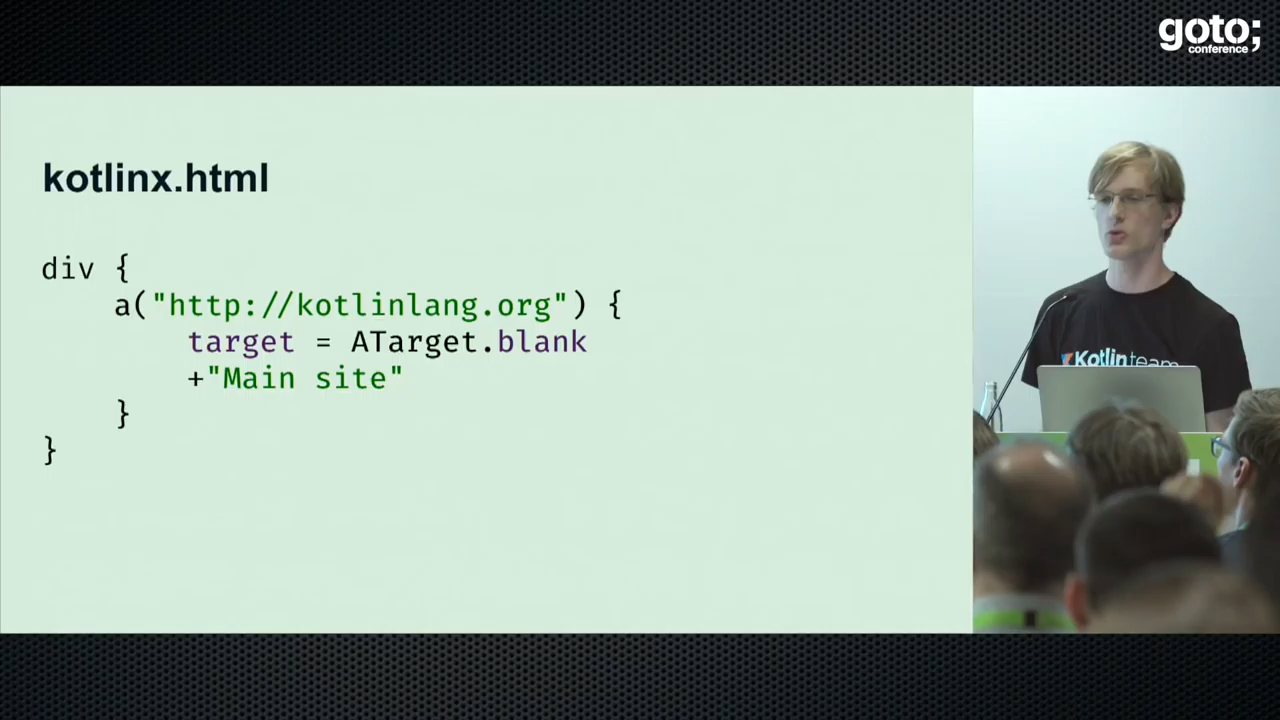 goto;
conference
kotlinx.html
div {
    a("http://kotlinlang.org") {
        target = ATarget.blank
        +"Main site"
    }
}
Kotlin team